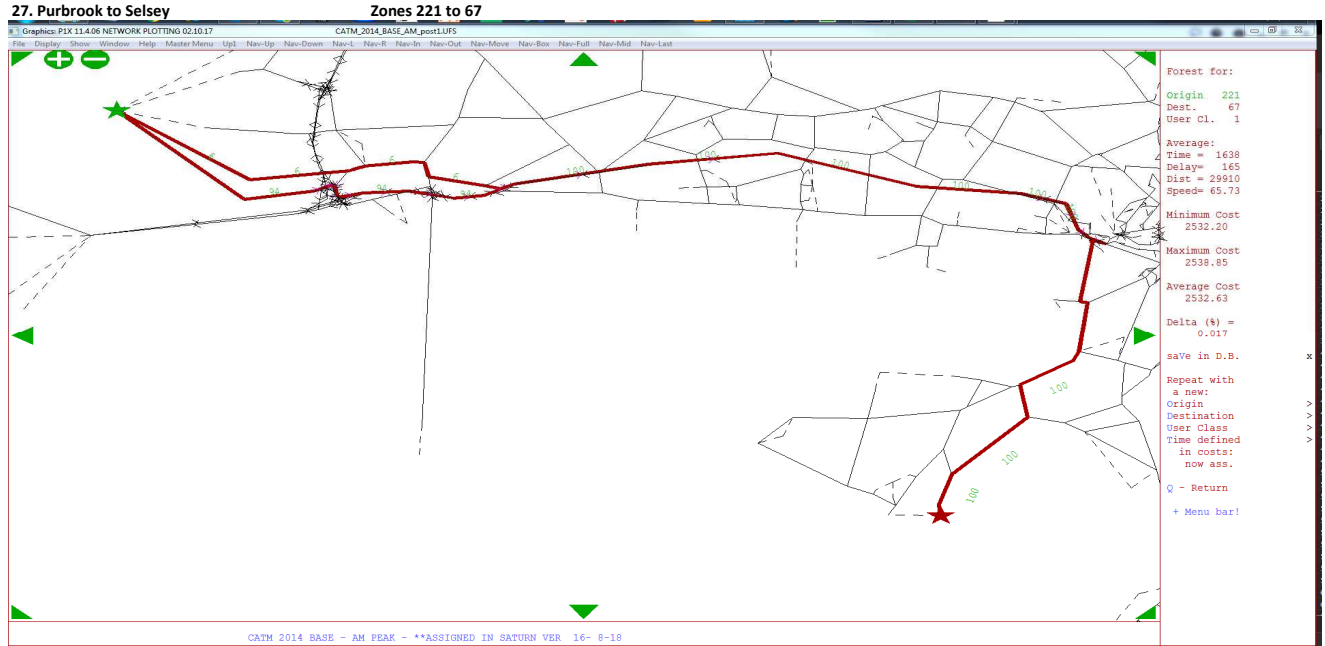 27. Purbrook to Selsey Zones 221 to 67
Graphics: P1X 11.4.06 NETWORK PLOTTING 02.10.17 CATM_2014_BASE_AM_post1.UFS
File Display Show Window Help Master Menu Up1 Nav-Up Nav-Down Nav-L Nav-R Nav-In Nav-Out Nav-Move Nav-Box Nav-Full Nav-Mid Nav-Last
Forest for:
Origin 221
Dest. 67
User Cl. 1
Average:
Time = 1638
Delay= 165
Dist = 29910
Speed= 65.73
Minimum Cost
2532.20
Maximum Cost
2538.85
Average Cost
2532.63
Delta (%) =
0.017
saVe in D.B. x
Repeat with
a new:
Origin >
Destination >
User Class >
Time defined >
in costs:
now ass.
Q - Return
+ Menu bar!
6
6
6
94
94
94
100
100
100
100
100
100
100
100
CATM 2014 BASE - AM PEAK - **ASSIGNED IN SATURN VER 16- 8-18